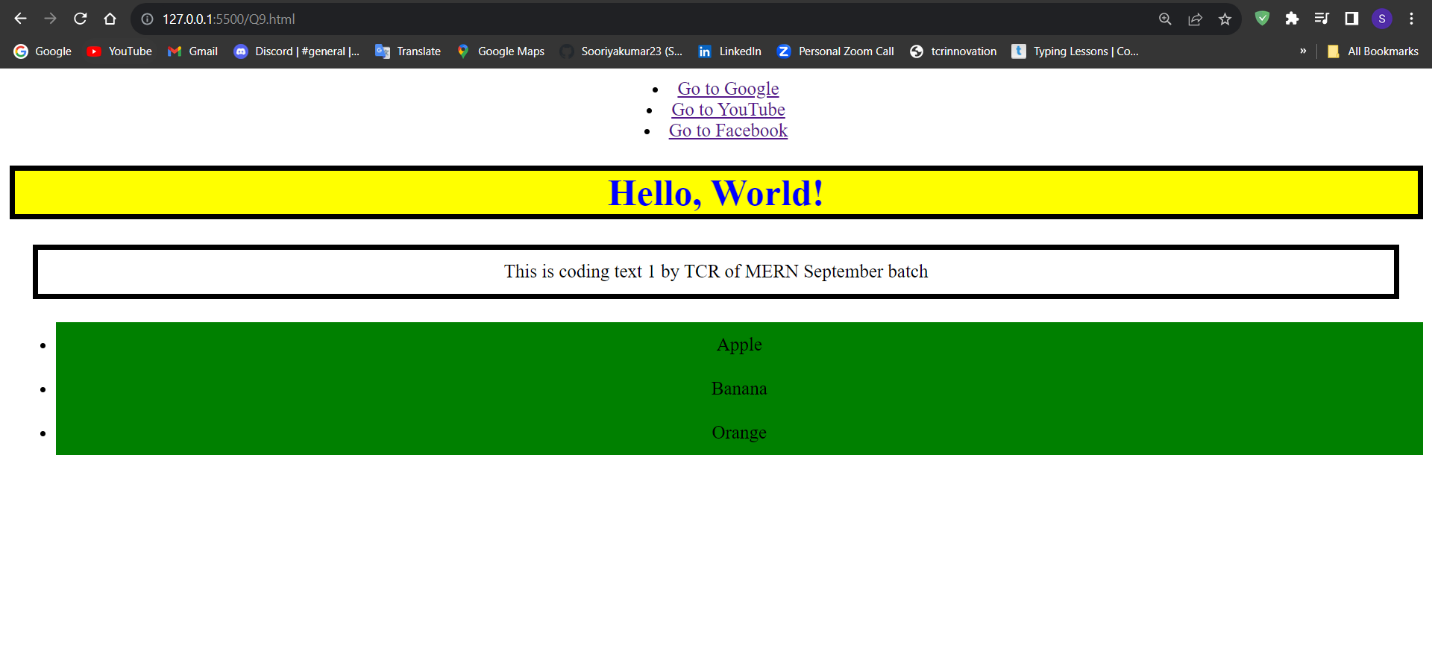 127.0.0.1:5500/Q9.html
S
Google YouTube Gmail Discord | #general |... Translate Google Maps Sooriyakumar23 (S... LinkedIn Personal Zoom Call tcrinnovation Typing Lessons | Co... » All Bookmarks
Go to Google
Go to YouTube
Go to Facebook
Hello, World!
This is coding text 1 by TCR of MERN September batch
Apple
Banana
Orange